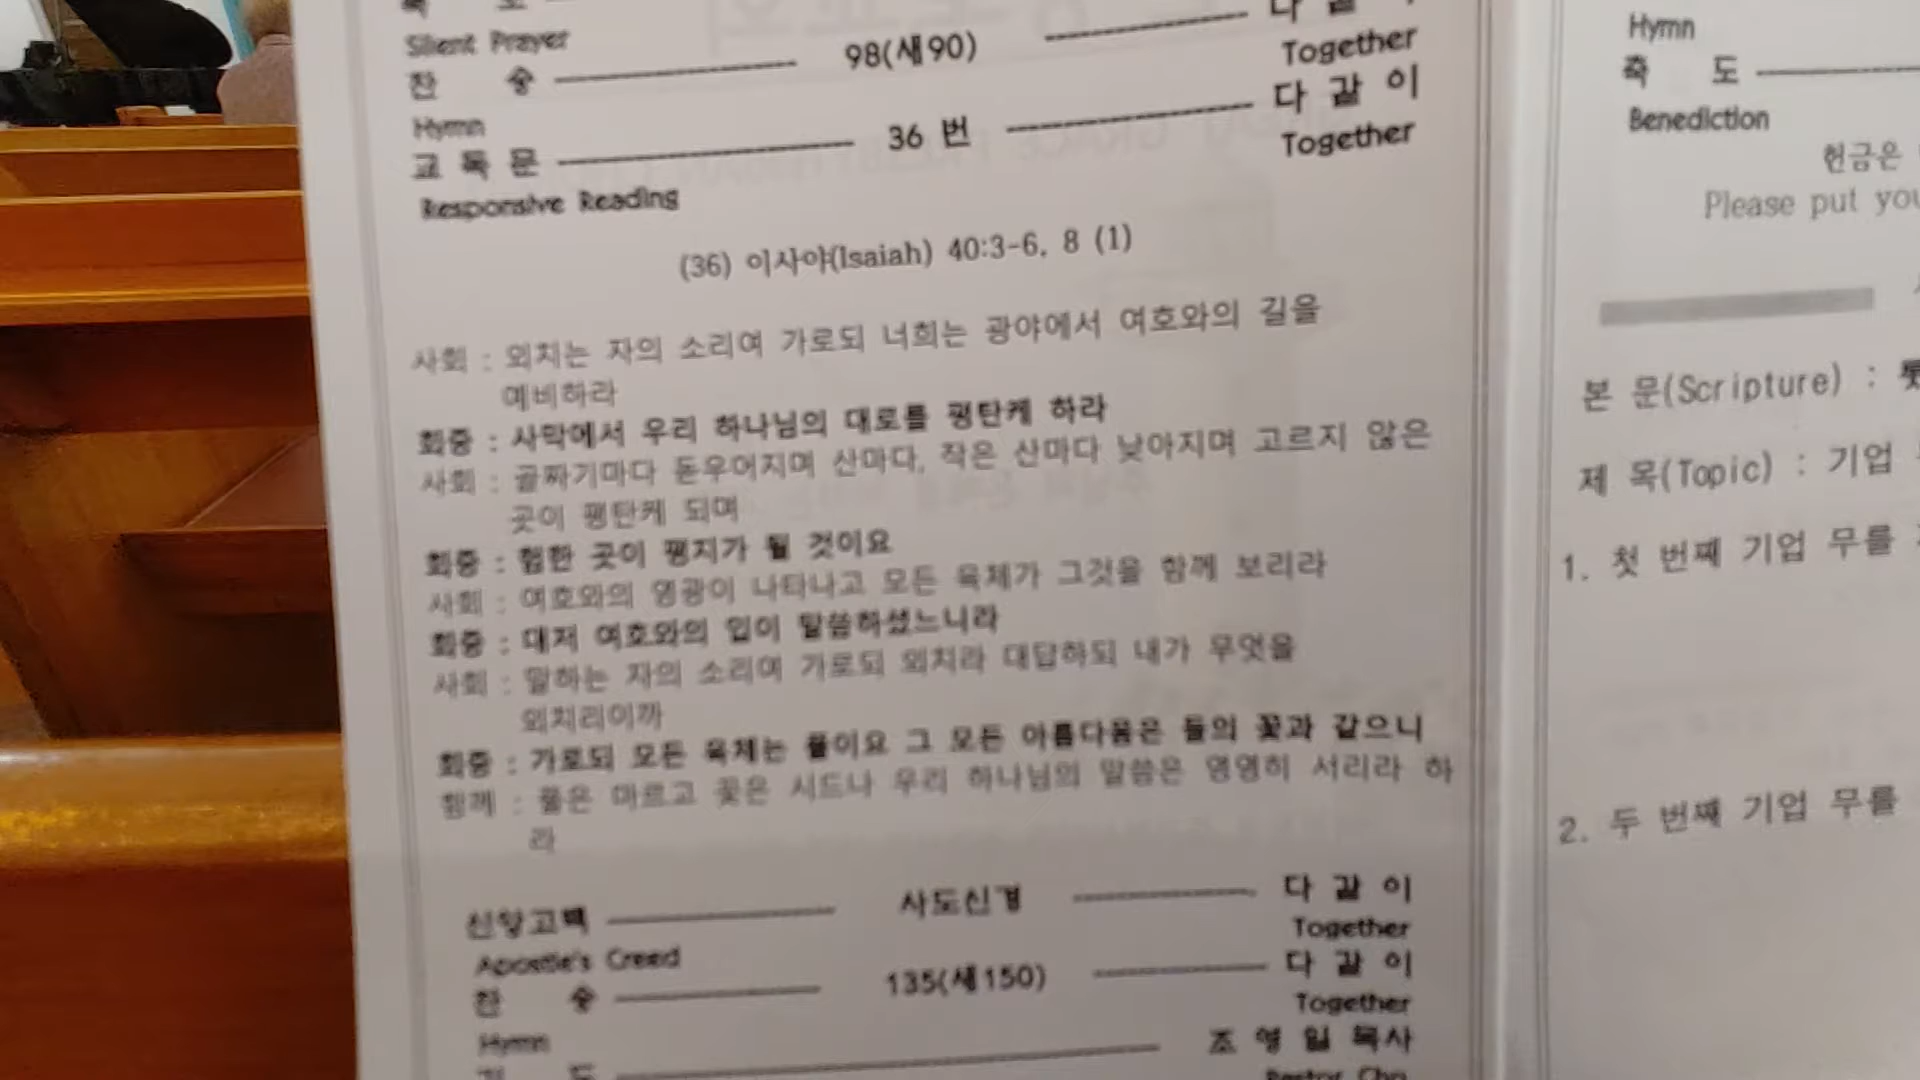 Silent Prayer
찬 송 98(새90) 다 같 이
Hymn Together
교 독 문 36 번 다 같 이
Responsive Reading Together
(36) 이사야(Isaiah) 40:3-6, 8 (1)
사회 : 외치는 자의 소리여 가로되 너희는 광야에서 여호와의 길을
예비하라
회중 : 사막에서 우리 하나님의 대로를 평탄케 하라
사회 : 골짜기마다 돋우어지며 산마다, 작은 산마다 낮아지며 고르지 않은
곳이 평탄케 되며
회중 : 험한 곳이 평지가 될 것이요
사회 : 여호와의 영광이 나타나고 모든 육체가 그것을 함께 보리라
회중 : 대저 여호와의 입이 말씀하셨느니라
사회 : 말하는 자의 소리여 가로되 외치라 대답하되 내가 무엇을
외치리이까
회중 : 가로되 모든 육체는 풀이요 그 모든 아름다움은 들의 꽃과 같으니
함께 : 풀은 마르고 꽃은 시드나 우리 하나님의 말씀은 영영히 서리라 하
라
신앙고백 사도신경 다 같 이
Apostle's Creed Together
찬 송 135(새150) 다 같 이
Hymn Together
조 영 일 목사
Pastor Cho
Hymn
축 도
Benediction
헌금은
Please put you
본 문(Scripture) :
제 목(Topic) : 기업
1. 첫 번째 기업 무를
2. 두 번째 기업 무를